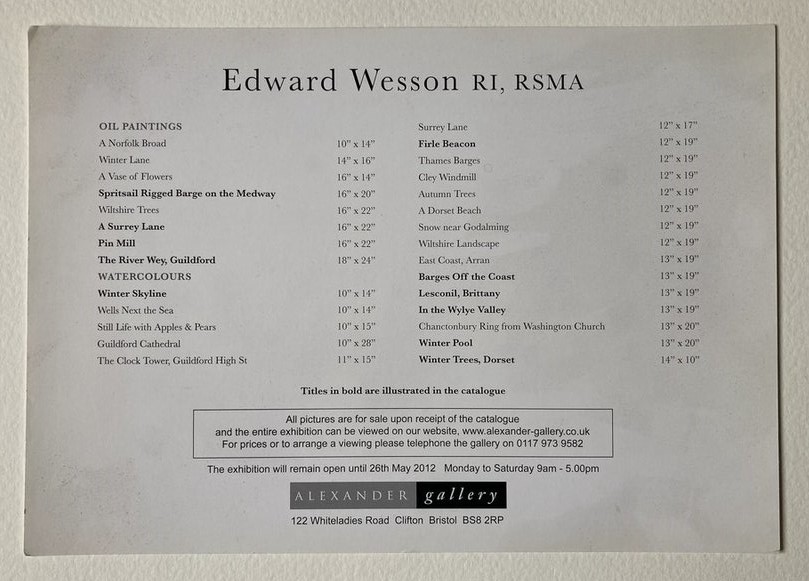 Edward Wesson RI, RSMA
OIL PAINTINGS
A Norfolk Broad 10” x 14”
Winter Lane 14” x 16”
A Vase of Flowers 16” x 14”
Spritsail Rigged Barge on the Medway 16” x 20”
Wiltshire Trees 16” x 22”
A Surrey Lane 16” x 22”
Pin Mill 16” x 22”
The River Wey, Guildford 18” x 24”
WATERCOLOURS
Winter Skyline 10” x 14”
Wells Next the Sea 10” x 14”
Still Life with Apples & Pears 10” x 15”
Guildford Cathedral 10” x 28”
The Clock Tower, Guildford High St 11” x 15”
Surrey Lane 12” x 17”
Firle Beacon 12” x 19”
Thames Barges 12” x 19”
Cley Windmill 12” x 19”
Autumn Trees 12” x 19”
A Dorset Beach 12” x 19”
Snow near Godalming 12” x 19”
Wiltshire Landscape 12” x 19”
East Coast, Arran 13” x 19”
Barges Off the Coast 13” x 19”
Lesconil, Brittany 13” x 19”
In the Wylye Valley 13” x 19”
Chanctonbury Ring from Washington Church 13” x 20”
Winter Pool 13” x 20”
Winter Trees, Dorset 14” x 10”
Titles in bold are illustrated in the catalogue
All pictures are for sale upon receipt of the catalogue
and the entire exhibition can be viewed on our website, www.alexander-gallery.co.uk
For prices or to arrange a viewing please telephone the gallery on 0117 973 9582
The exhibition will remain open until 26th May 2012 Monday to Saturday 9am - 5.00pm
ALEXANDER gallery
122 Whiteladies Road Clifton Bristol BS8 2RP